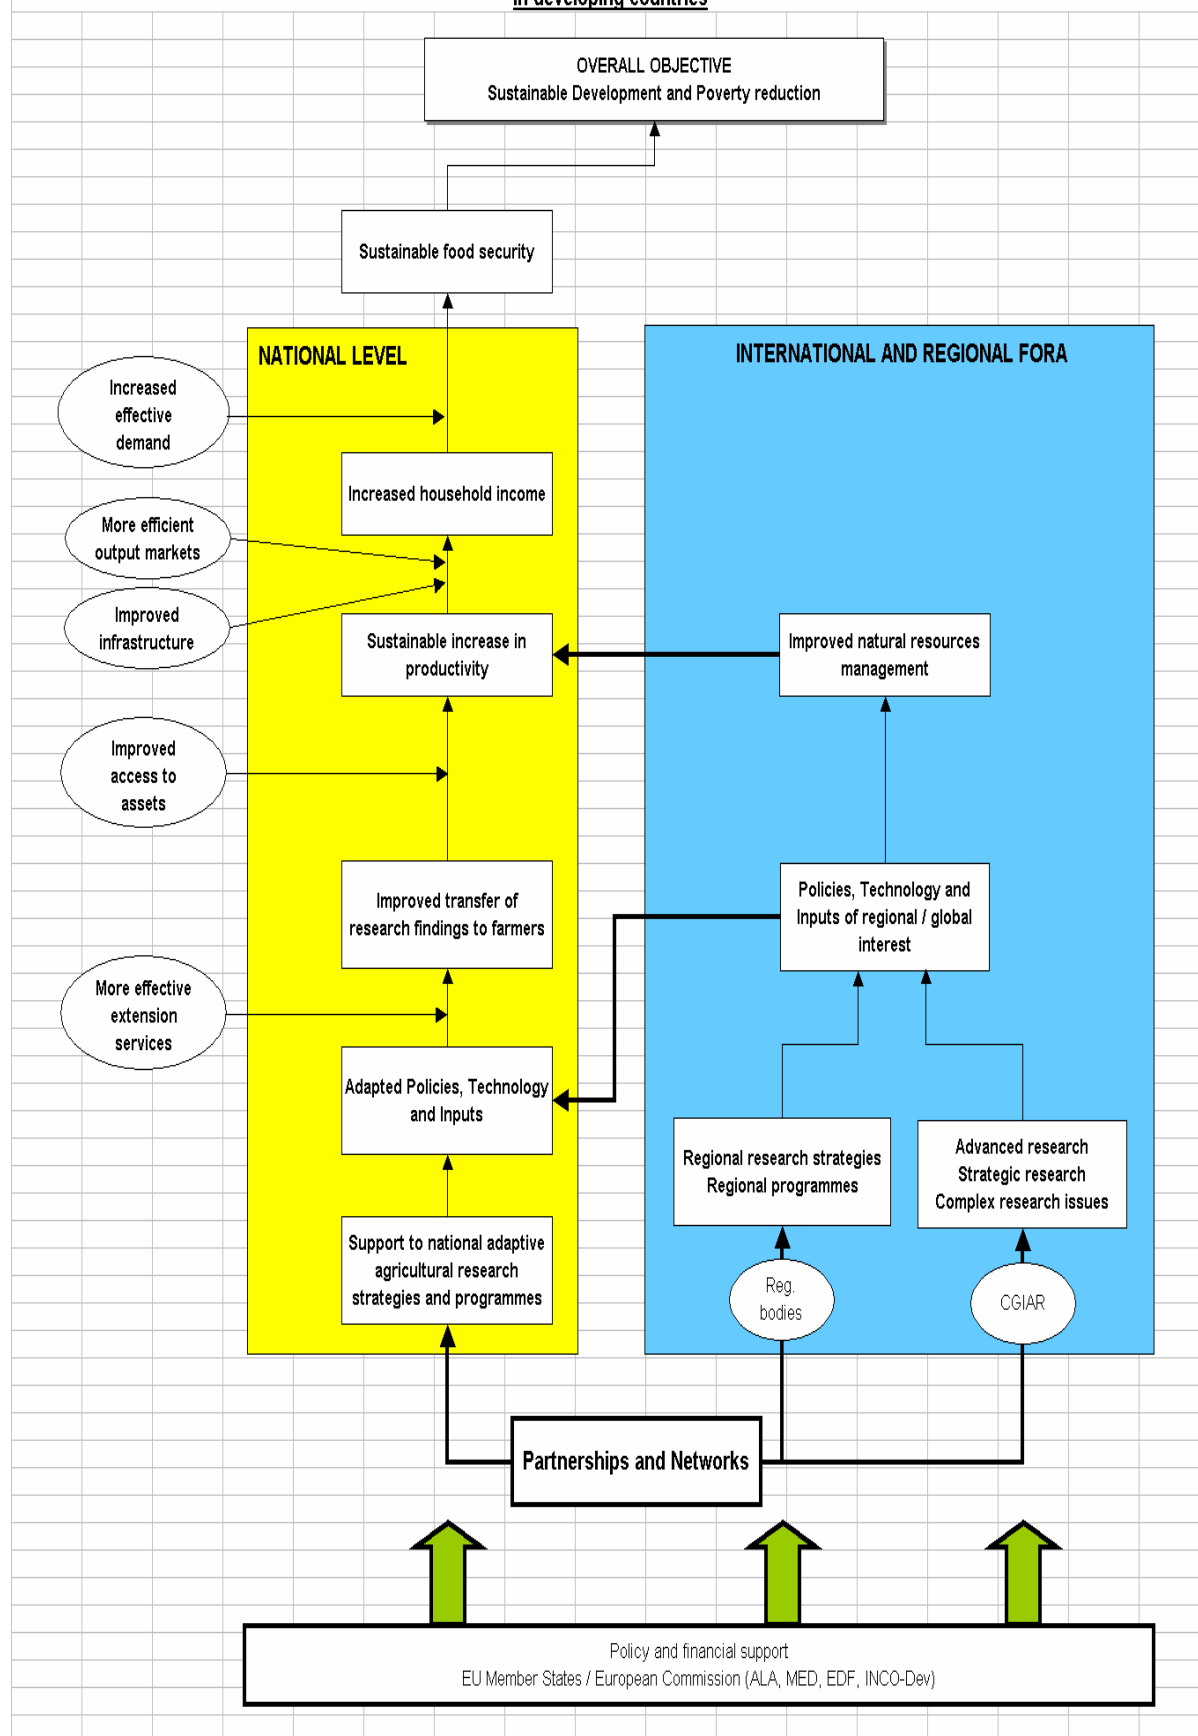 in developing countries
OVERALL OBJECTIVE
Sustainable Development and Poverty reduction
Sustainable food security
NATIONAL LEVEL
INTERNATIONAL AND REGIONAL FORA
Increased
effective
demand
Increased household income
More efficient
output markets
Improved
infrastructure
Sustainable increase in
productivity
Improved natural resources
management
Improved
access to
assets
Improved transfer of
research findings to farmers
Policies, Technology and
Inputs of regional / global
interest
More effective
extension
services
Adapted Policies, Technology
and Inputs
Regional research strategies
Regional programmes
Advanced research
Strategic research
Complex research issues
Support to national adaptive
agricultural research
strategies and programmes
Reg.
bodies
CGIAR
Partnerships and Networks
Policy and financial support
EU Member States / European Commission (ALA, MED, EDF, INCO-Dev)